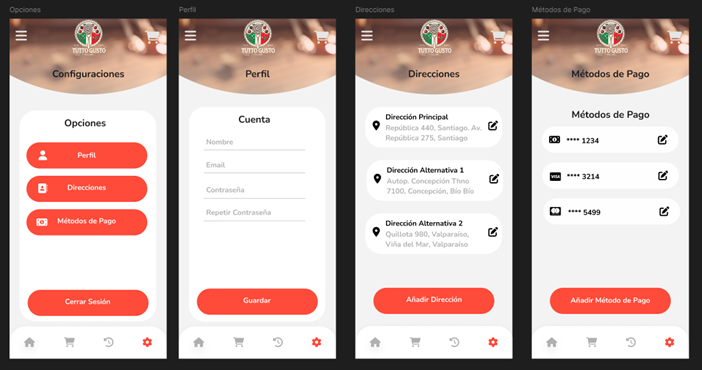 Opciones
TUTTO GUSTO
Configuraciones
Opciones
Perfil
Direcciones
Métodos de Pago
Cerrar Sesión
Perfil
TUTTO GUSTO
Perfil
Cuenta
Nombre
Email
Contraseña
Repetir Contraseña
Guardar
Direcciones
TUTTO GUSTO
Direcciones
Dirección Principal
República 440, Santiago. Av.
República 275, Santiago
Dirección Alternativa 1
Autop. Concepción Thno
7100, Concepción, Bío Bío
Dirección Alternativa 2
Quillota 980, Valparaíso,
Viña del Mar, Valparaíso
Añadir Dirección
Métodos de Pago
TUTTO GUSTO
Métodos de Pago
Métodos de Pago
**** 1234
VISA
**** 3214
**** 5499
Añadir Método de Pago